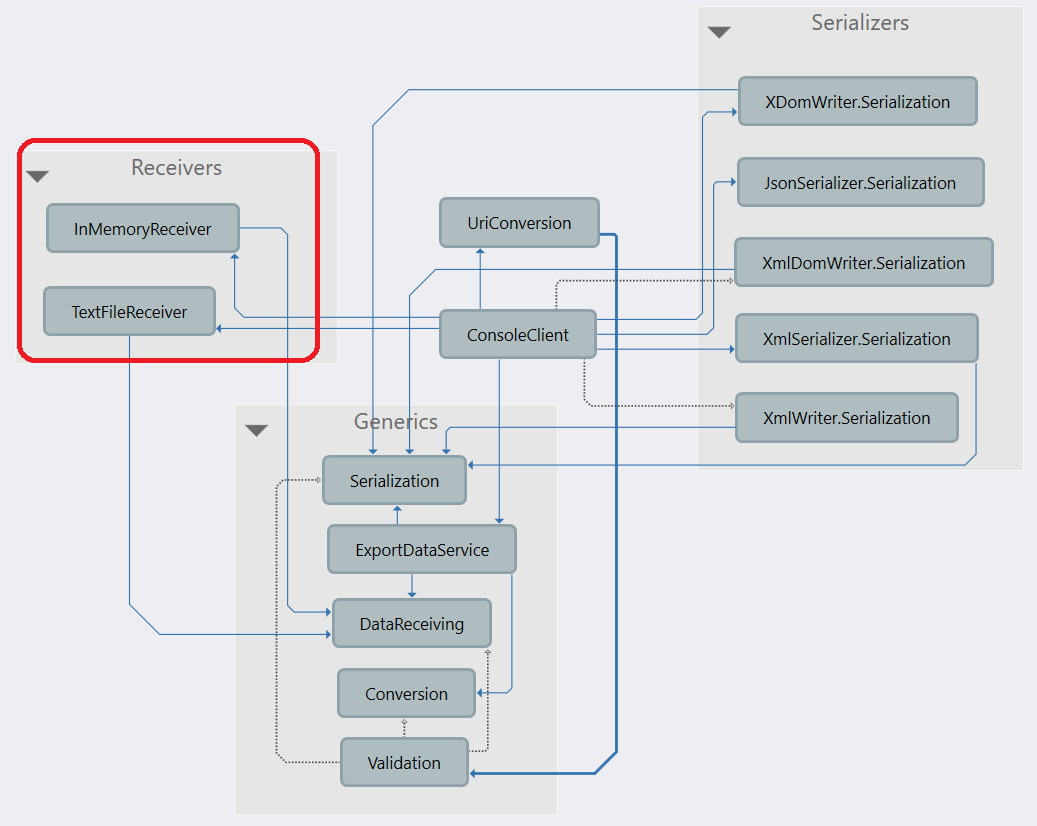 Serializers
XDomWriter.Serialization
JsonSerializer.Serialization
XmlDomWriter.Serialization
XmlSerializer.Serialization
XmlWriter.Serialization
Receivers
InMemoryReceiver
TextFileReceiver
UriConversion
ConsoleClient
Generics
Serialization
ExportDataService
DataReceiving
Conversion
Validation